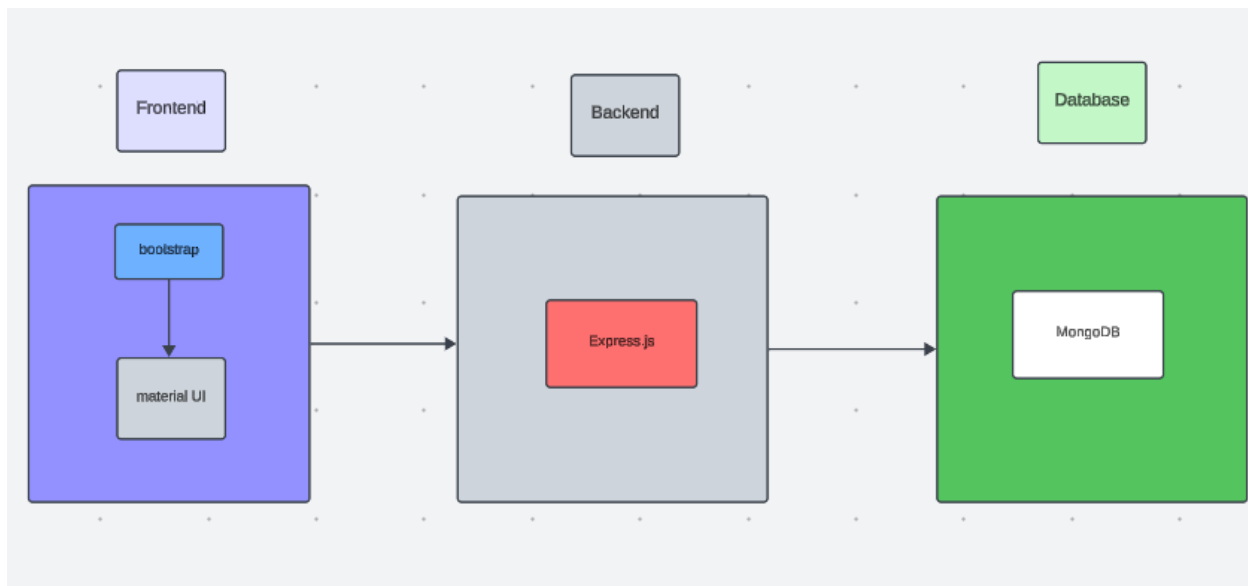 Frontend
Backend
Database
bootstrap
material UI
Express.js
MongoDB